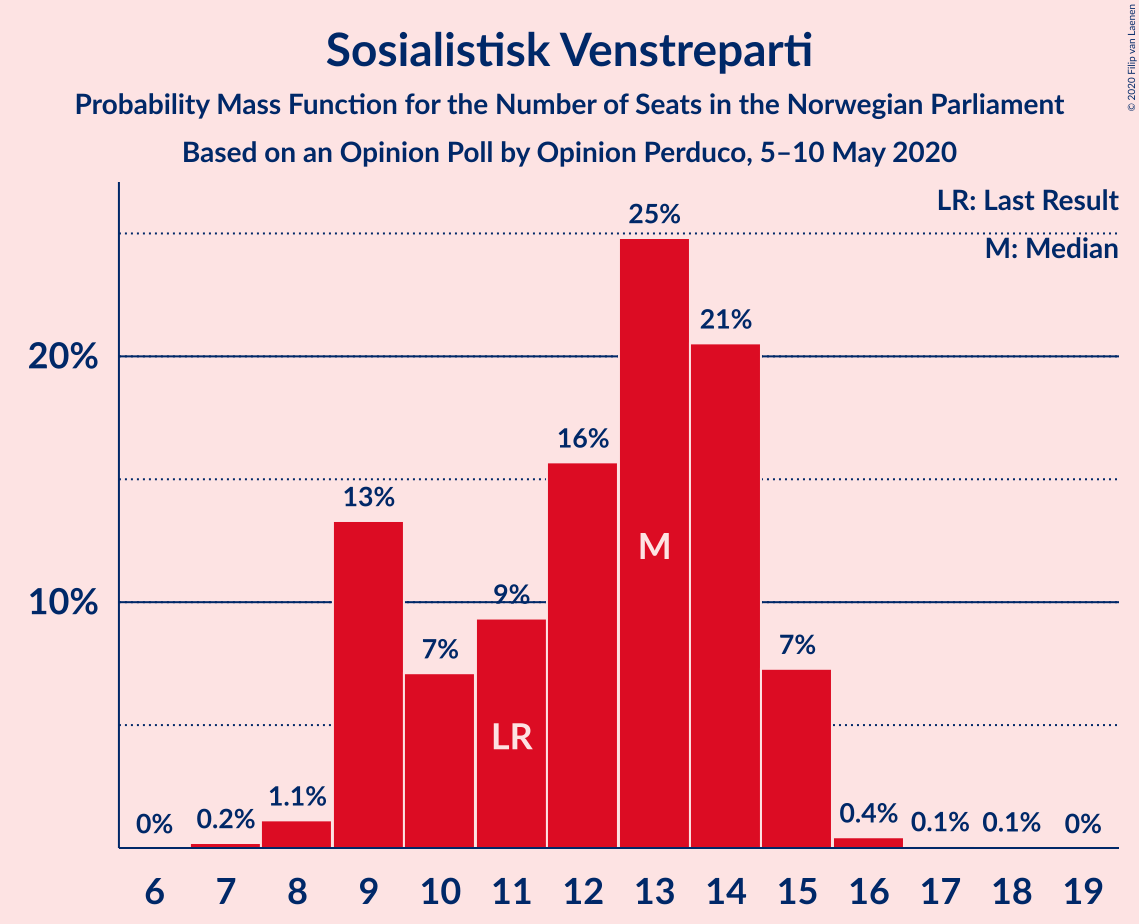 Sosialistisk Venstreparti
Probability Mass Function for the Number of Seats in the Norwegian Parliament
Based on an Opinion Poll by Opinion Perduco, 5–10 May 2020
© 2020 Filip van Laenen
LR: Last Result
M: Median
25%
21%
20%
16%
13%
M
10%
9%
7%
7%
LR
0%
0.2%
1.1%
0.4%
0.1%
0.1%
0%
6 7 8 9 10 11 12 13 14 15 16 17 18 19